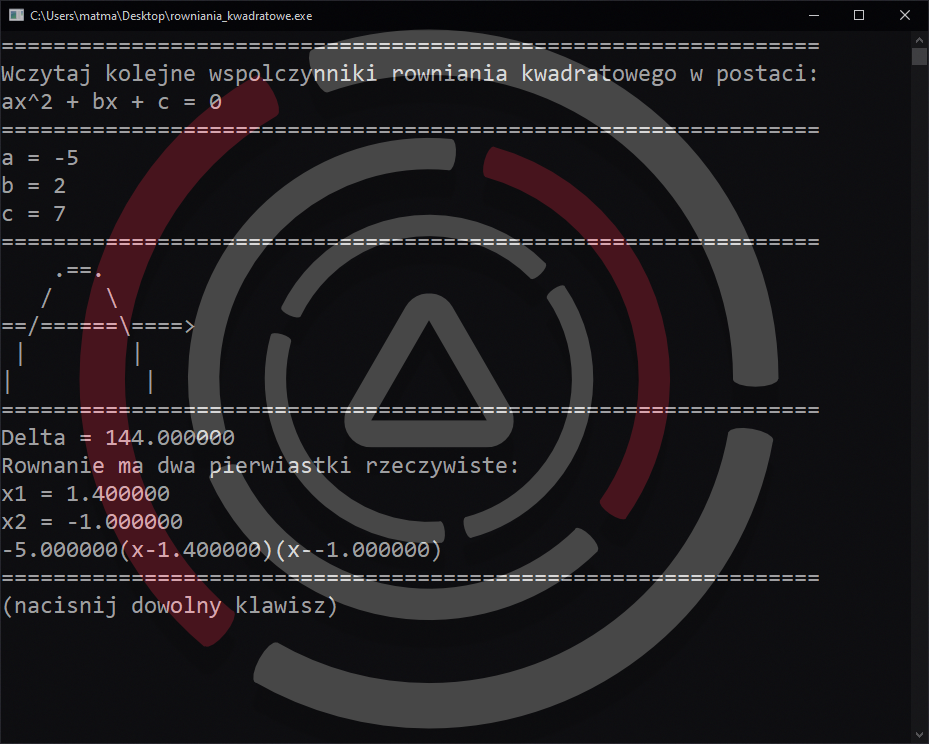 C:\Users\matma\Desktop\rowniania_kwadratowe.exe
===============================================================
Wczytaj kolejne wspolczynniki rowniania kwadratowego w postaci:
ax^2 + bx + c = 0
===============================================================
a = -5
b = 2
c = 7
===============================================================
    .==.
   /    \
==/======\====>
 |        |
|          |
===============================================================
Delta = 144.000000
Rownanie ma dwa pierwiastki rzeczywiste:
x1 = 1.400000
x2 = -1.000000
-5.000000(x-1.400000)(x--1.000000)
===============================================================
(nacisnij dowolny klawisz)